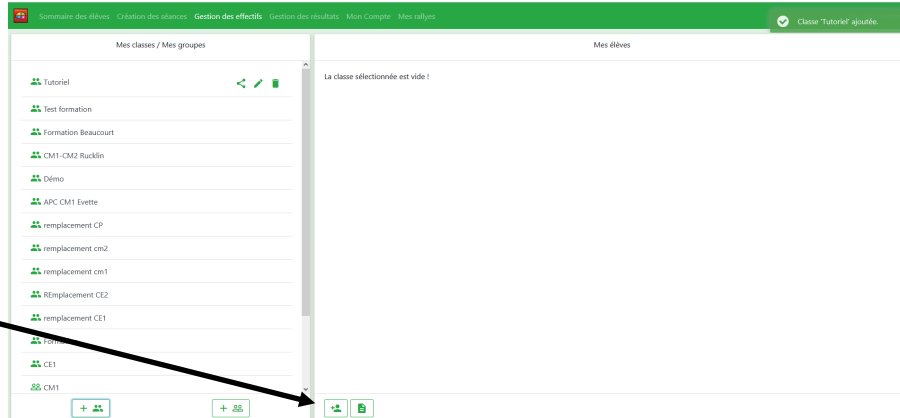 Sommaire des élèves Création des séances Gestion des effectifs Gestion des résultats Mon Compte Mes rallyes
Classe 'Tutoriel' ajoutée.
Mes classes / Mes groupes
Mes élèves
Tutoriel
La classe sélectionnée est vide !
Test formation
Formation Beaucourt
CM1-CM2 Rucklin
Démo
APC CM1 Evette
remplacement CP
remplacement cm2
remplacement cm1
REmplacement CE2
remplacement CE1
CE1
CM1